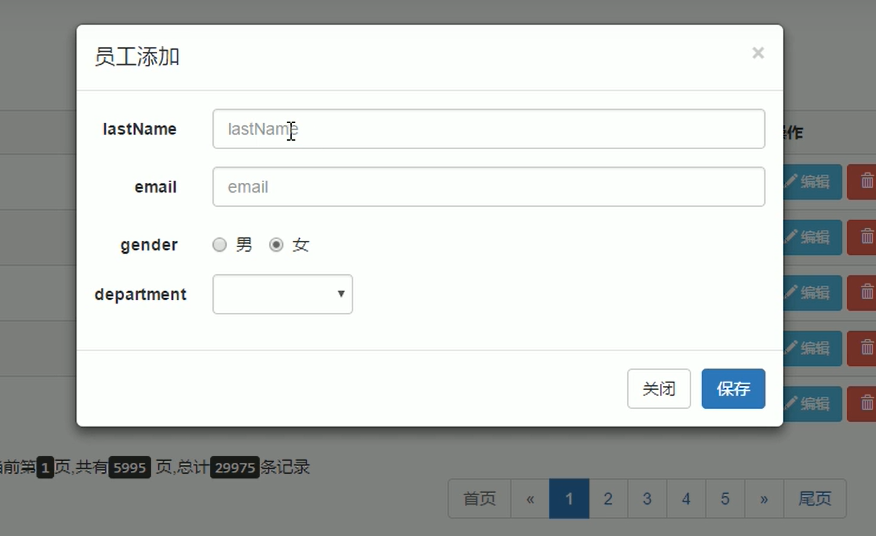 员工添加 ×
lastName lastName
email email
gender 男 女
department
关闭 保存
作
编辑
编辑
编辑
编辑
编辑
前第1页,共有5995 页,总计29975条记录
首页 « 1 2 3 4 5 » 尾页